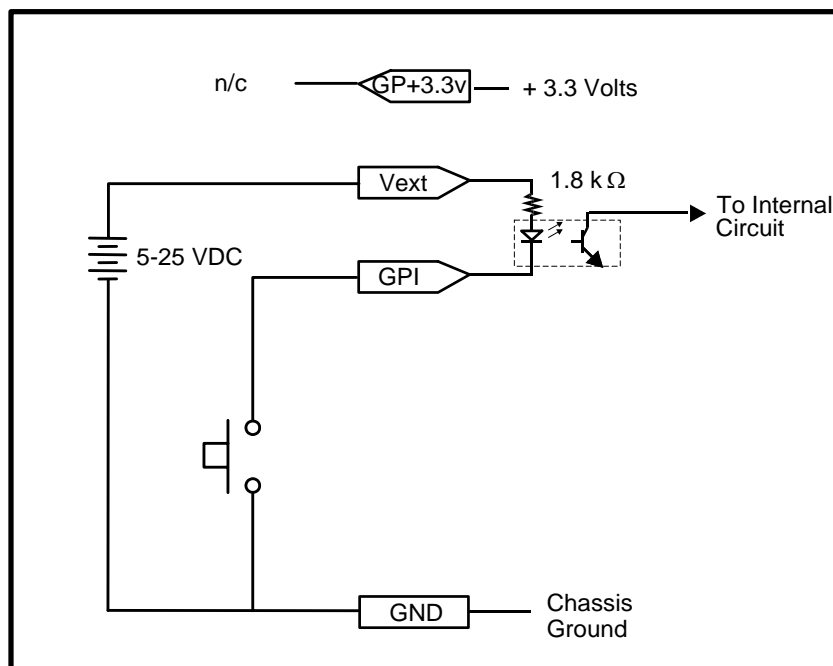 n/c
GP+3.3v
+ 3.3 Volts
Vext
1.8 k Ω
To Internal
Circuit
5-25 VDC
GPI
GND
Chassis
Ground